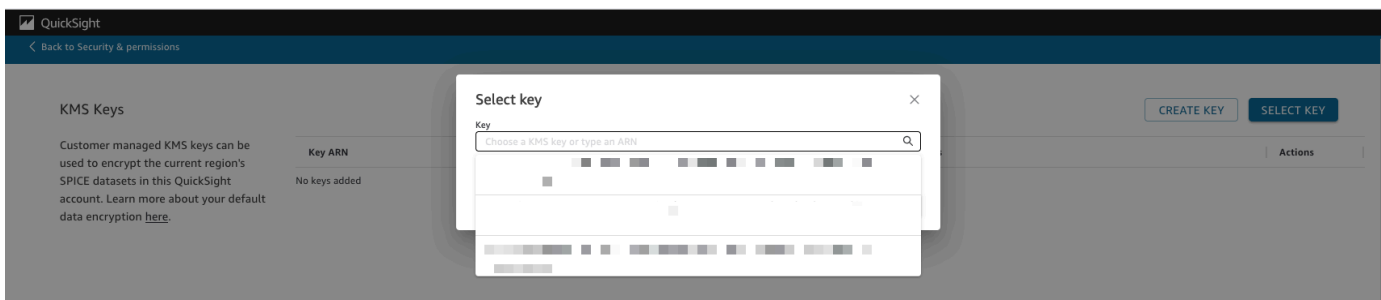 QuickSight
Back to Security & permissions
KMS Keys
Customer managed KMS keys can be
used to encrypt the current region's
SPICE datasets in this QuickSight
account. Learn more about your default
data encryption here.
CREATE KEY
SELECT KEY
Key ARN
Actions
No keys added
Select key
Key
Choose a KMS key or type an ARN